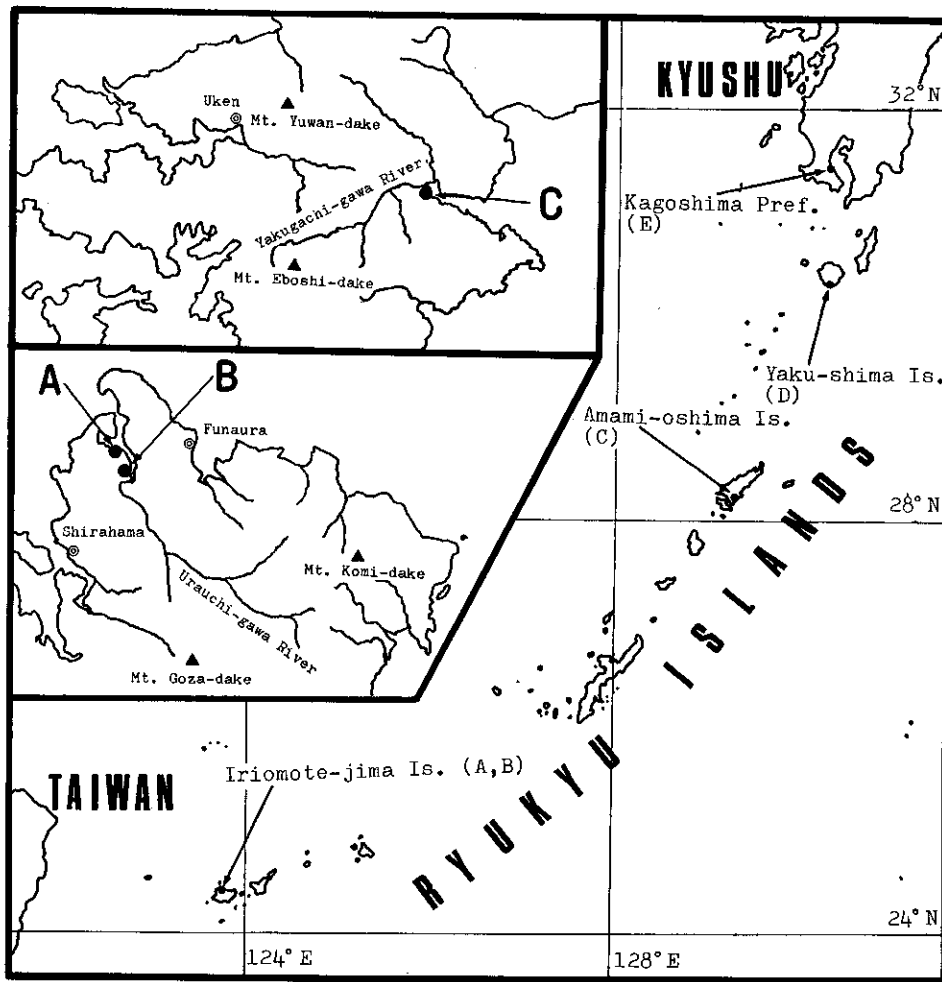 Uken
Mt. Yuwan-dake
Yakugachi-gawa River
C
Mt. Eboshi-dake
A
B
Funaura
Shirahama
Mt. Komi-dake
Urauchi-gawa River
Mt. Goza-dake
KYUSHU
32°N
Kagoshima Pref.
(E)
Yaku-shima Is.
(D)
Amami-oshima Is.
(C)
28°N
RYUKYU ISLANDS
TAIWAN
Iriomote-jima Is. (A,B)
24°N
124°E
128°E